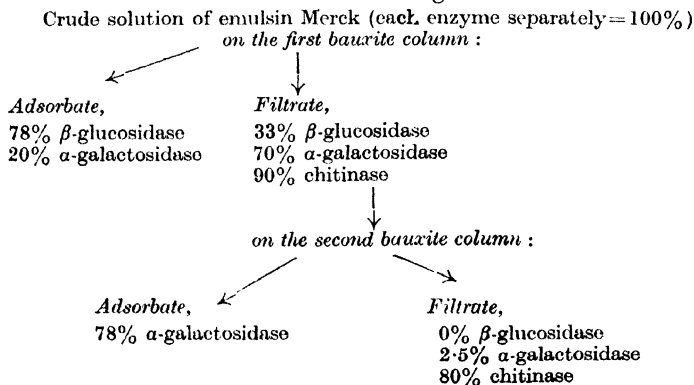 Crude solution of emulsin Merck (each enzyme separately=100%)
on the first bauxite column :
Adsorbate,
78% β-glucosidase
20% α-galactosidase
Filtrate,
33% β-glucosidase
70% α-galactosidase
90% chitinase
on the second bauxite column :
Adsorbate,
78% α-galactosidase
Filtrate,
0% β-glucosidase
2·5% α-galactosidase
80% chitinase